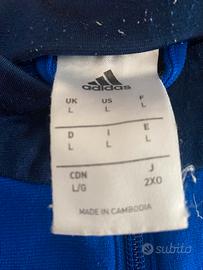 adidas
UK US F
L L L
D I E
L L L
CDN J
L/G 2XO
MADE IN CAMBODIA
subito